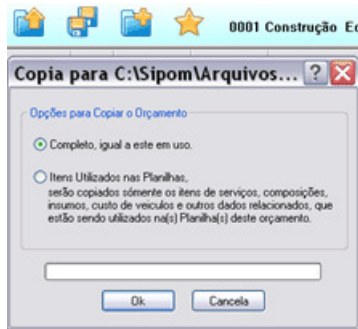 0001 Construção Ec
Copia para C:\Sipom\Arquivos...
Opções para Copiar o Orçamento
Completo, igual a este em uso.
Itens Utilizados nas Planilhas,
serão copiados sómente os itens de serviços, composições,
insumos, custo de veiculos e outros dados relacionados, que
estão sendo utilizados na(s) Planilha(s) deste orçamento.
Ok Cancela